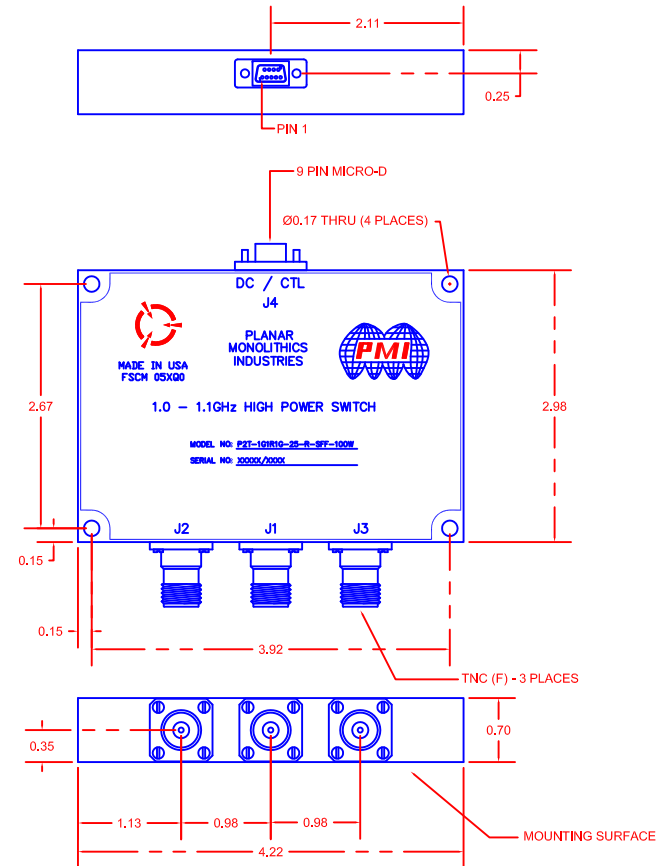 2.11
0.25
PIN 1
9 PIN MICRO-D
Ø0.17 THRU (4 PLACES)
DC / CTL
J4
PLANAR
MONOLITHICS
INDUSTRIES
PMI
MADE IN USA
FSCM 05XQ0
1.0 - 1.1GHz HIGH POWER SWITCH
2.67
2.98
MODEL NO: P2T-1G1R1G-25-R-SFF-100W
SERIAL NO: XXXXX/XXXX
J2 J1 J3
0.15
0.15
3.92
TNC (F) - 3 PLACES
0.35
0.70
1.13
0.98
0.98
MOUNTING SURFACE
4.22